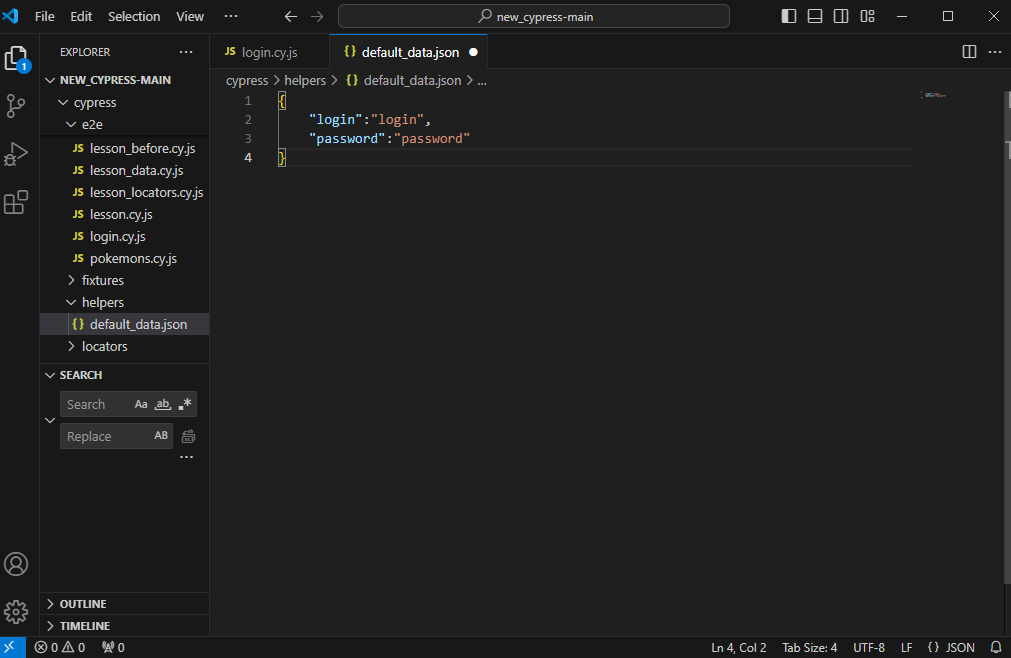 File Edit Selection View ··· new_cypress-main
EXPLORER ···
NEW_CYPRESS-MAIN
cypress
e2e
JS lesson_before.cy.js
JS lesson_data.cy.js
JS lesson_locators.cy.js
JS lesson.cy.js
JS login.cy.js
JS pokemons.cy.js
fixtures
helpers
{} default_data.json
locators
SEARCH
Search Aa ab .*
Replace AB
···
OUTLINE
TIMELINE
1
JS login.cy.js {} default_data.json ●
cypress > helpers > {} default_data.json > ...
1 {
2 "login":"login",
3 "password":"password"
4 }
0 0 0 Ln 4, Col 2 Tab Size: 4 UTF-8 LF {} JSON